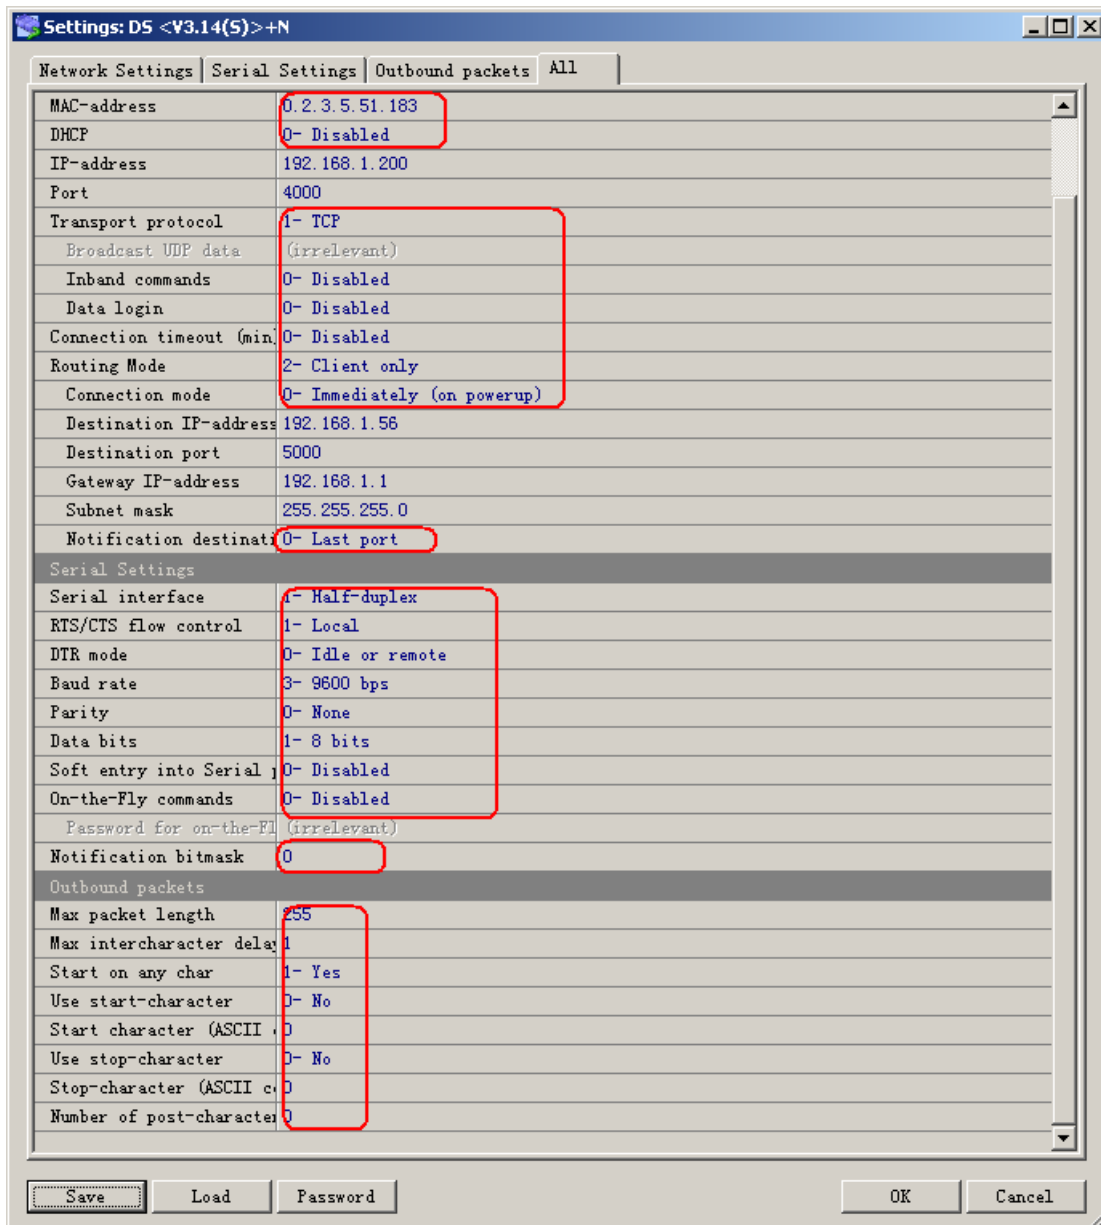 Settings: DS <V3.14(S)>+N
Network Settings Serial Settings Outbound packets All
MAC-address 0.2.3.5.51.183
DHCP 0- Disabled
IP-address 192.168.1.200
Port 4000
Transport protocol 1- TCP
Broadcast UDP data (irrelevant)
Inband commands 0- Disabled
Data login 0- Disabled
Connection timeout (min) 0- Disabled
Routing Mode 2- Client only
Connection mode 0- Immediately (on powerup)
Destination IP-address 192.168.1.56
Destination port 5000
Gateway IP-address 192.168.1.1
Subnet mask 255.255.255.0
Notification destinati 0- Last port
Serial Settings
Serial interface 1- Half-duplex
RTS/CTS flow control 1- Local
DTR mode 0- Idle or remote
Baud rate 3- 9600 bps
Parity 0- None
Data bits 1- 8 bits
Soft entry into Serial p 0- Disabled
On-the-Fly commands 0- Disabled
Password for on-the-Fl (irrelevant)
Notification bitmask 0
Outbound packets
Max packet length 255
Max intercharacter delay 1
Start on any char 1- Yes
Use start-character 0- No
Start character (ASCII c 0
Use stop-character 0- No
Stop-character (ASCII co 0
Number of post-character 0
Save Load Password OK Cancel